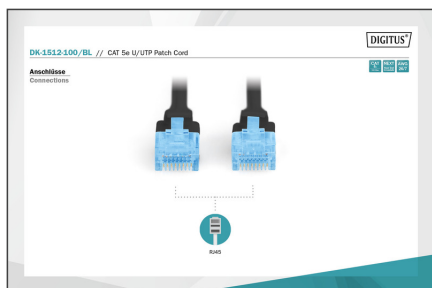 DIGITUS®
DK-1512-100/BL // CAT 5e U/UTP Patch Cord
Anschlüsse
Connections
RJ45